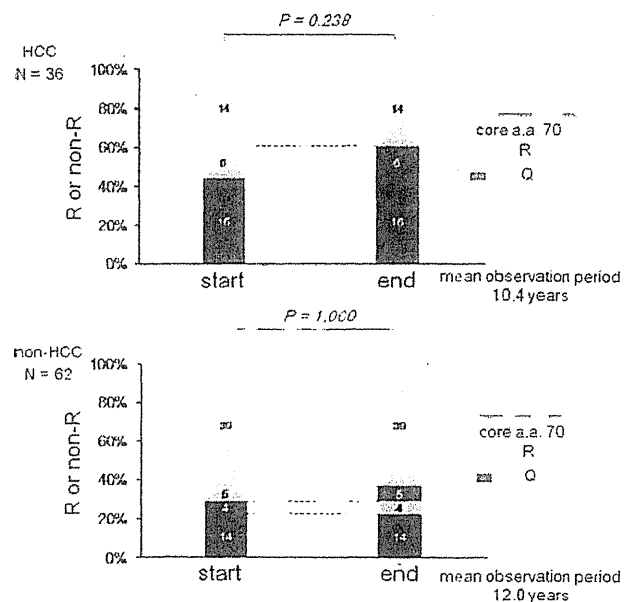 P = 0.238
HCC
N = 36
100%
80%
60%
40%
20%
0%
R or non-R
14
6
16
14
6
16
start
end
core a.a. 70
R
Q
mean observation period
10.4 years
P = 1.000
non-HCC
N = 62
100%
80%
60%
40%
20%
0%
R or non-R
39
5
4
14
39
5
4
14
start
end
core a.a. 70
R
Q
mean observation period
12.0 years